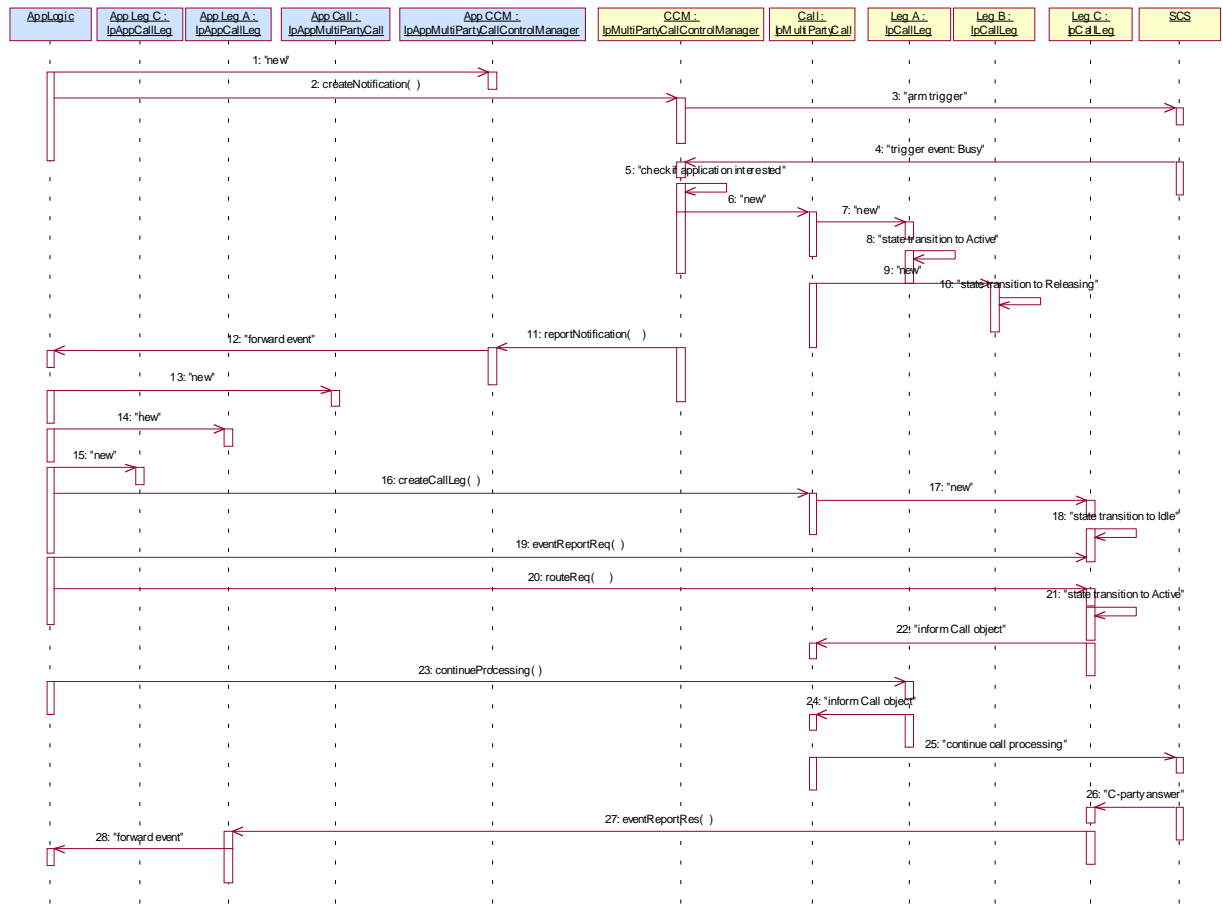 AppLogic
App Leg C :
IpAppCallLeg
App Leg A :
IpAppCallLeg
App Call :
IpAppMultiPartyCall
App CCM :
IpAppMultiPartyCallControlManager
CCM :
IpMultiPartyCallControlManager
Call :
IpMultiPartyCall
Leg A :
IpCallLeg
Leg B :
IpCallLeg
Leg C :
IpCallLeg
SCS
1: "new"
2: createNotification( )
3: "arm trigger"
4: "trigger event: Busy"
5: "check if application interested"
6: "new"
7: "new"
8: "state transition to Active"
9: "new"
10: "state transition to Releasing"
11: reportNotification( )
12: "forward event"
13: "new"
14: "new"
15: "new"
16: createCallLeg( )
17: "new"
18: "state transition to Idle"
19: eventReportReq( )
20: routeReq( )
21: "state transition to Active"
22: "inform Call object"
23: continueProcessing( )
24: "inform Call object"
25: "continue call processing"
26: "C-party answer"
27: eventReportRes( )
28: "forward event"